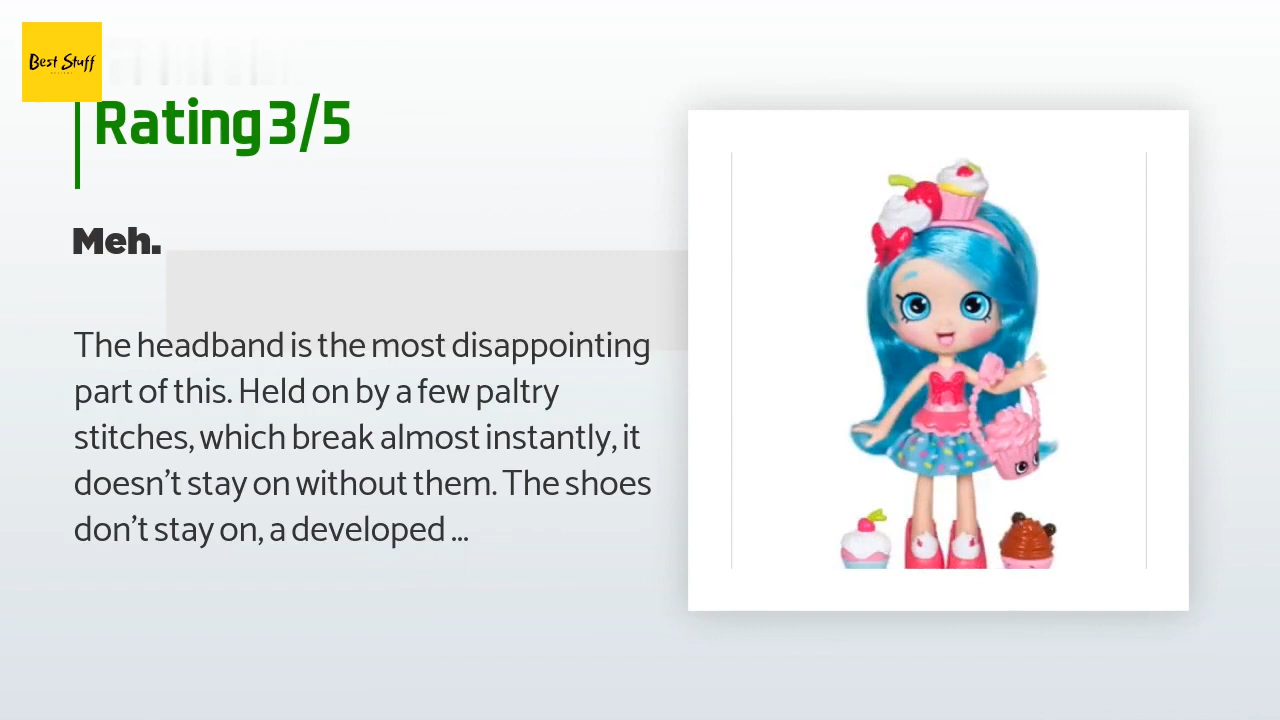 Best Stuff
Rating 3/5
Meh.
The headband is the most disappointing
part of this. Held on by a few paltry
stitches, which break almost instantly, it
doesn't stay on without them. The shoes
don't stay on, a developed ...